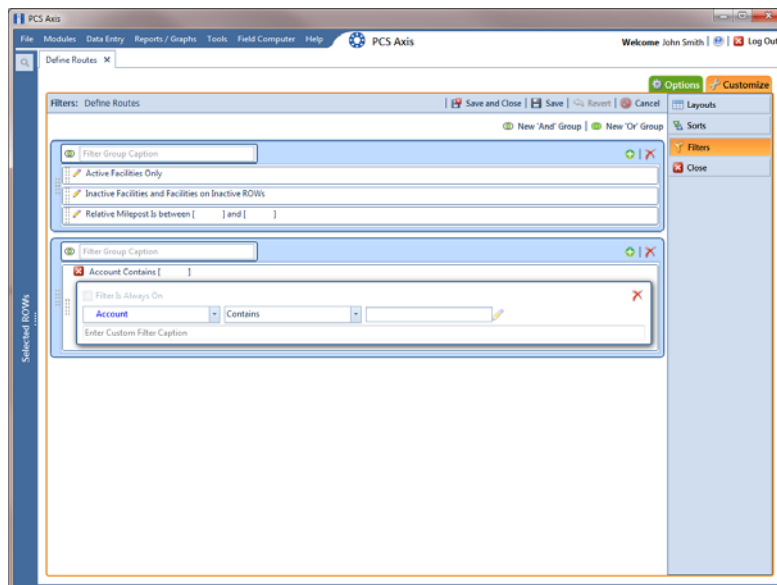 PCS Axis
File Modules Data Entry Reports / Graphs Tools Field Computer Help PCS Axis Welcome John Smith | | Log Out
Define Routes
Options Customize
Filters: Define Routes | Save and Close | Save | Revert | Cancel
Layouts
New 'And' Group | New 'Or' Group
Sorts
Filter Group Caption
Filters
Active Facilities Only
Close
Inactive Facilities and Facilities on Inactive ROWs
Relative Milepost Is between [ ] and [ ]
Filter Group Caption
Account Contains [ ]
Filter Is Always On
Account Contains
Enter Custom Filter Caption
Selected ROWs